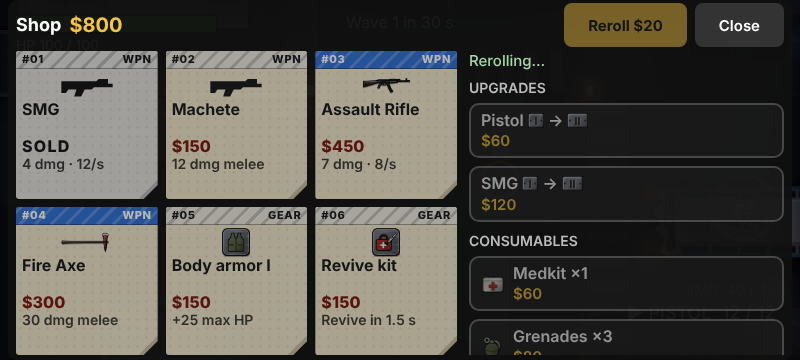 Shop $800
Wave 1 in 30 s
Reroll $20
Close
#01 WPN
SMG
SOLD
4 dmg · 12/s
#02 WPN
Machete
$150
12 dmg melee
#03 WPN
Assault Rifle
$450
7 dmg · 8/s
#04 WPN
Fire Axe
$300
30 dmg melee
#05 GEAR
Body armor I
$150
+25 max HP
#06 GEAR
Revive kit
$150
Revive in 1.5 s
Rerolling...
UPGRADES
Pistol I → II
$60
SMG I → II
$120
CONSUMABLES
Medkit ×1
$60
Grenades ×3
$80